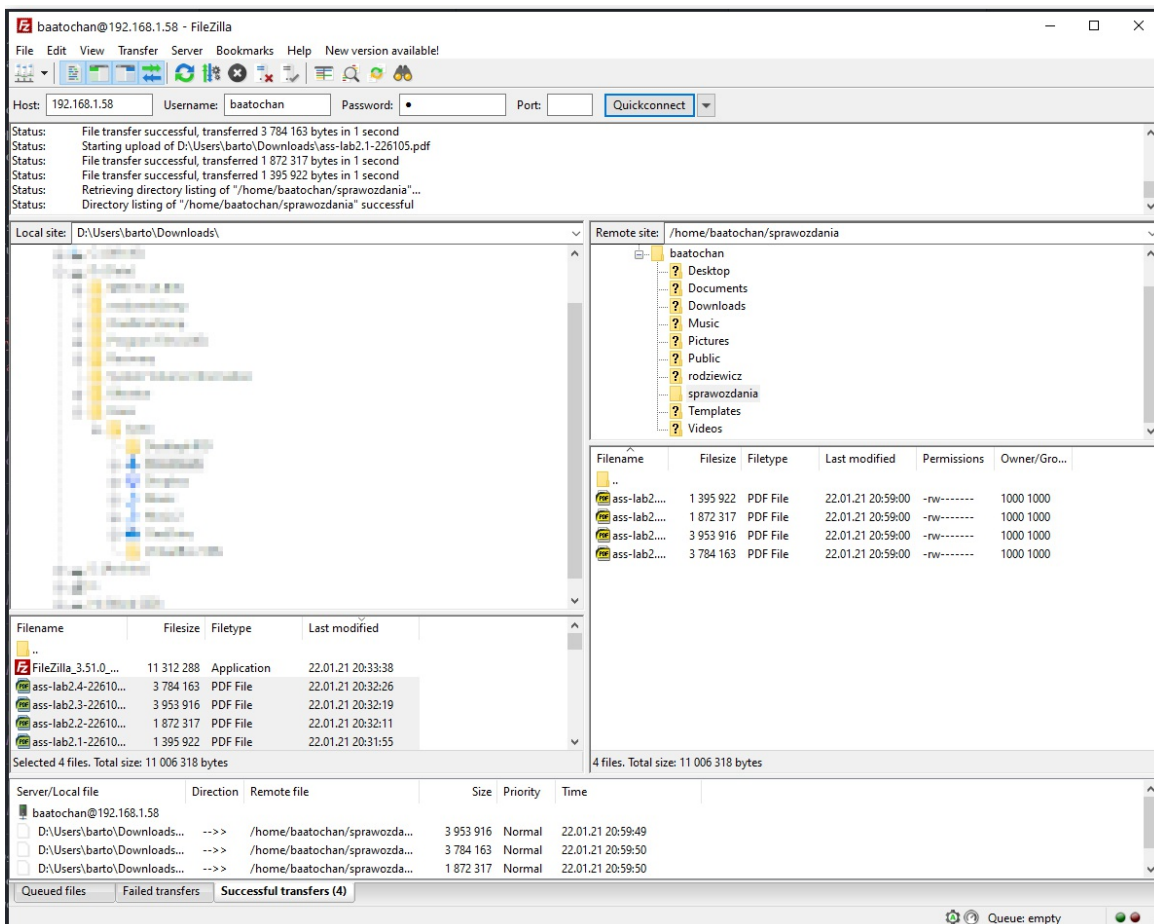 baatochan@192.168.1.58 - FileZilla
File Edit View Transfer Server Bookmarks Help New version available!
Host: 192.168.1.58 Username: baatochan Password: ● Port: Quickconnect
Status: File transfer successful, transferred 3 784 163 bytes in 1 second
Status: Starting upload of D:\Users\barto\Downloads\ass-lab2.1-226105.pdf
Status: File transfer successful, transferred 1 872 317 bytes in 1 second
Status: File transfer successful, transferred 1 395 922 bytes in 1 second
Status: Retrieving directory listing of "/home/baatochan/sprawozdania"...
Status: Directory listing of "/home/baatochan/sprawozdania" successful
Local site: D:\Users\barto\Downloads\
Remote site: /home/baatochan/sprawozdania
baatochan
Desktop
Documents
Downloads
Music
Pictures
Public
rodziewicz
sprawozdania
Templates
Videos
Filename Filesize Filetype Last modified Permissions Owner/Gro...
..
ass-lab2.... 1 395 922 PDF File 22.01.21 20:59:00 -rw------- 1000 1000
ass-lab2.... 1 872 317 PDF File 22.01.21 20:59:00 -rw------- 1000 1000
ass-lab2.... 3 953 916 PDF File 22.01.21 20:59:00 -rw------- 1000 1000
ass-lab2.... 3 784 163 PDF File 22.01.21 20:59:00 -rw------- 1000 1000
4 files. Total size: 11 006 318 bytes
Filename Filesize Filetype Last modified
..
FileZilla_3.51.0_... 11 312 288 Application 22.01.21 20:33:38
ass-lab2.4-22610... 3 784 163 PDF File 22.01.21 20:32:26
ass-lab2.3-22610... 3 953 916 PDF File 22.01.21 20:32:19
ass-lab2.2-22610... 1 872 317 PDF File 22.01.21 20:32:11
ass-lab2.1-22610... 1 395 922 PDF File 22.01.21 20:31:55
Selected 4 files. Total size: 11 006 318 bytes
Server/Local file Direction Remote file Size Priority Time
baatochan@192.168.1.58
D:\Users\barto\Downloads... -->> /home/baatochan/sprawozda... 3 953 916 Normal 22.01.21 20:59:49
D:\Users\barto\Downloads... -->> /home/baatochan/sprawozda... 3 784 163 Normal 22.01.21 20:59:50
D:\Users\barto\Downloads... -->> /home/baatochan/sprawozda... 1 872 317 Normal 22.01.21 20:59:50
Queued files Failed transfers Successful transfers (4)
Queue: empty